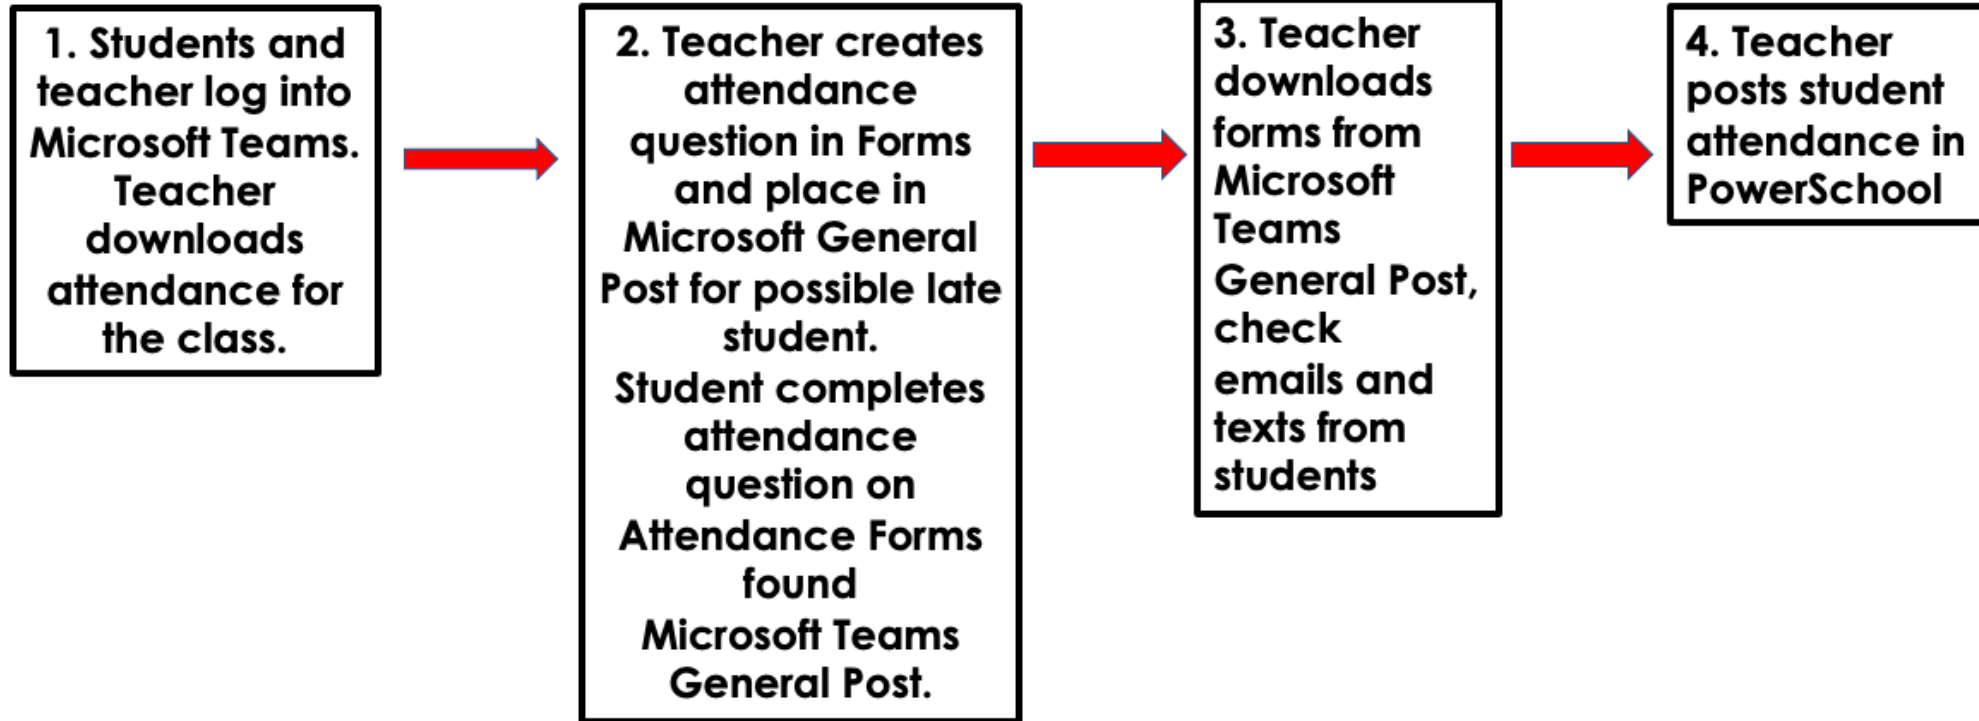 1. Students and
teacher log into
Microsoft Teams.
Teacher
downloads
attendance for
the class.
2. Teacher creates
attendance
question in Forms
and place in
Microsoft General
Post for possible late
student.
Student completes
attendance
question on
Attendance Forms
found
Microsoft Teams
General Post.
3. Teacher
downloads
forms from
Microsoft
Teams
General Post,
check
emails and
texts from
students
4. Teacher
posts student
attendance in
PowerSchool